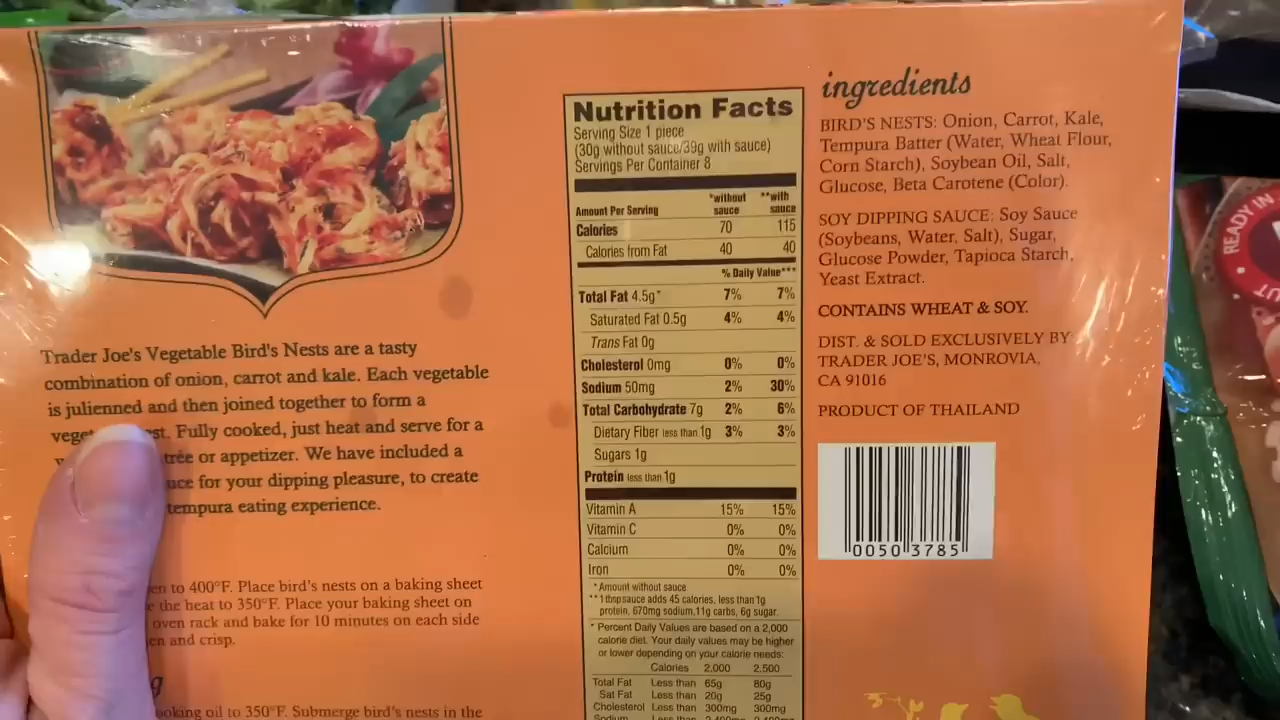 Trader Joe's Vegetable Bird's Nests are a tasty
combination of onion, carrot and kale. Each vegetable
is julienned and then joined together to form a
Fully cooked, just heat and serve for a
or appetizer. We have included a
for your dipping pleasure, to create
tempura eating experience.
to 400°F. Place bird's nests on a baking sheet
the heat to 350°F. Place your baking sheet on
oven rack and bake for 10 minutes on each side
and crisp.
oil to 350°F. Submerge bird's nests in the
Nutrition Facts
Serving Size 1 piece
(30g without sauce/39g with sauce)
Servings Per Container 8
Amount Per Serving *without sauce **with sauce
Calories 70 115
Calories from Fat 40 40
% Daily Value***
Total Fat 4.5g* 7% 7%
Saturated Fat 0.5g 4% 4%
Trans Fat 0g
Cholesterol 0mg 0% 0%
Sodium 50mg 2% 30%
Total Carbohydrate 7g 2% 6%
Dietary Fiber less than 1g 3% 3%
Sugars 1g
Protein less than 1g
Vitamin A 15% 15%
Vitamin C 0% 0%
Calcium 0% 0%
Iron 0% 0%
* Amount without sauce
** 1 tbsp sauce adds 45 calories, less than 1g
protein, 670mg sodium, 11g carbs, 6g sugar.
* Percent Daily Values are based on a 2,000
calorie diet. Your daily values may be higher
or lower depending on your calorie needs:
Calories 2,000 2,500
Total Fat Less than 65g 80g
Sat Fat Less than 20g 25g
Cholesterol Less than 300mg 300mg
Sodium Less than
ingredients
BIRD'S NESTS: Onion, Carrot, Kale,
Tempura Batter (Water, Wheat Flour,
Corn Starch), Soybean Oil, Salt,
Glucose, Beta Carotene (Color).
SOY DIPPING SAUCE: Soy Sauce
(Soybeans, Water, Salt), Sugar,
Glucose Powder, Tapioca Starch,
Yeast Extract.
CONTAINS WHEAT & SOY.
DIST. & SOLD EXCLUSIVELY BY
TRADER JOE'S, MONROVIA,
CA 91016
PRODUCT OF THAILAND
0050 3785
READY IN